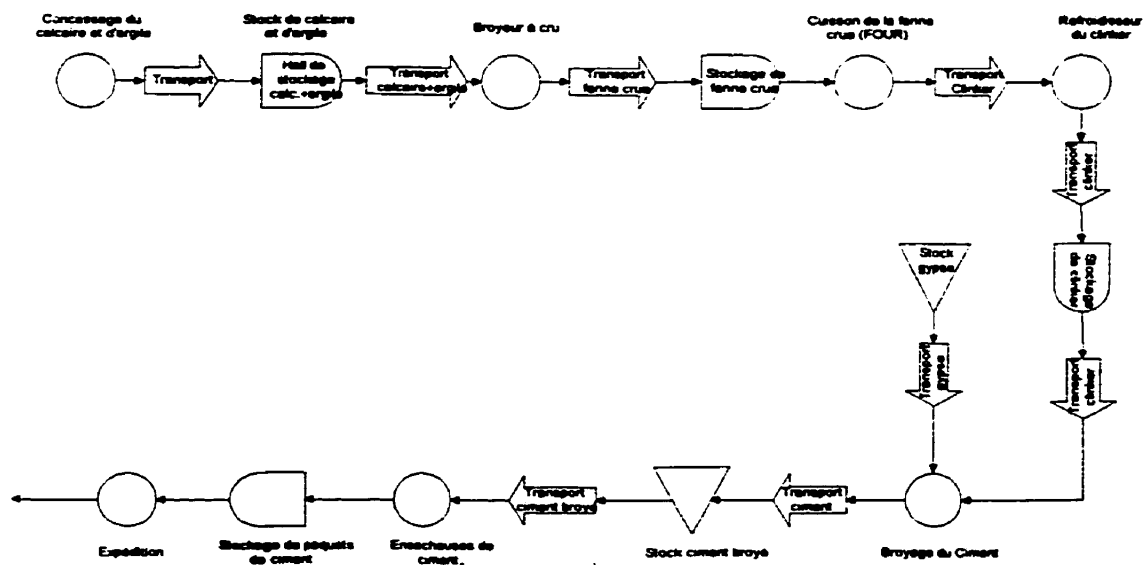 Concassage du
calcaire et d'argile
Stock de calcaire
et d'argile
Broyeur à cru
Cuisson de la farine
crue (FOUR)
Refroidisseur
du clinker
Transport
Hall de
stockage
calc.+argile
Transport
calcaire+argile
Transport
farine crue
Stockage de
farine crue
Transport
Clinker
Transport
clinker
Stock
gypse
Stockage
de clinker
Transport
gypse
Transport
clinker
Transport
ciment broyé
Transport
ciment
Expédition
Stockage de paquets
de ciment
Ensacheuses de
ciment
Stock ciment broyé
Broyage du Ciment